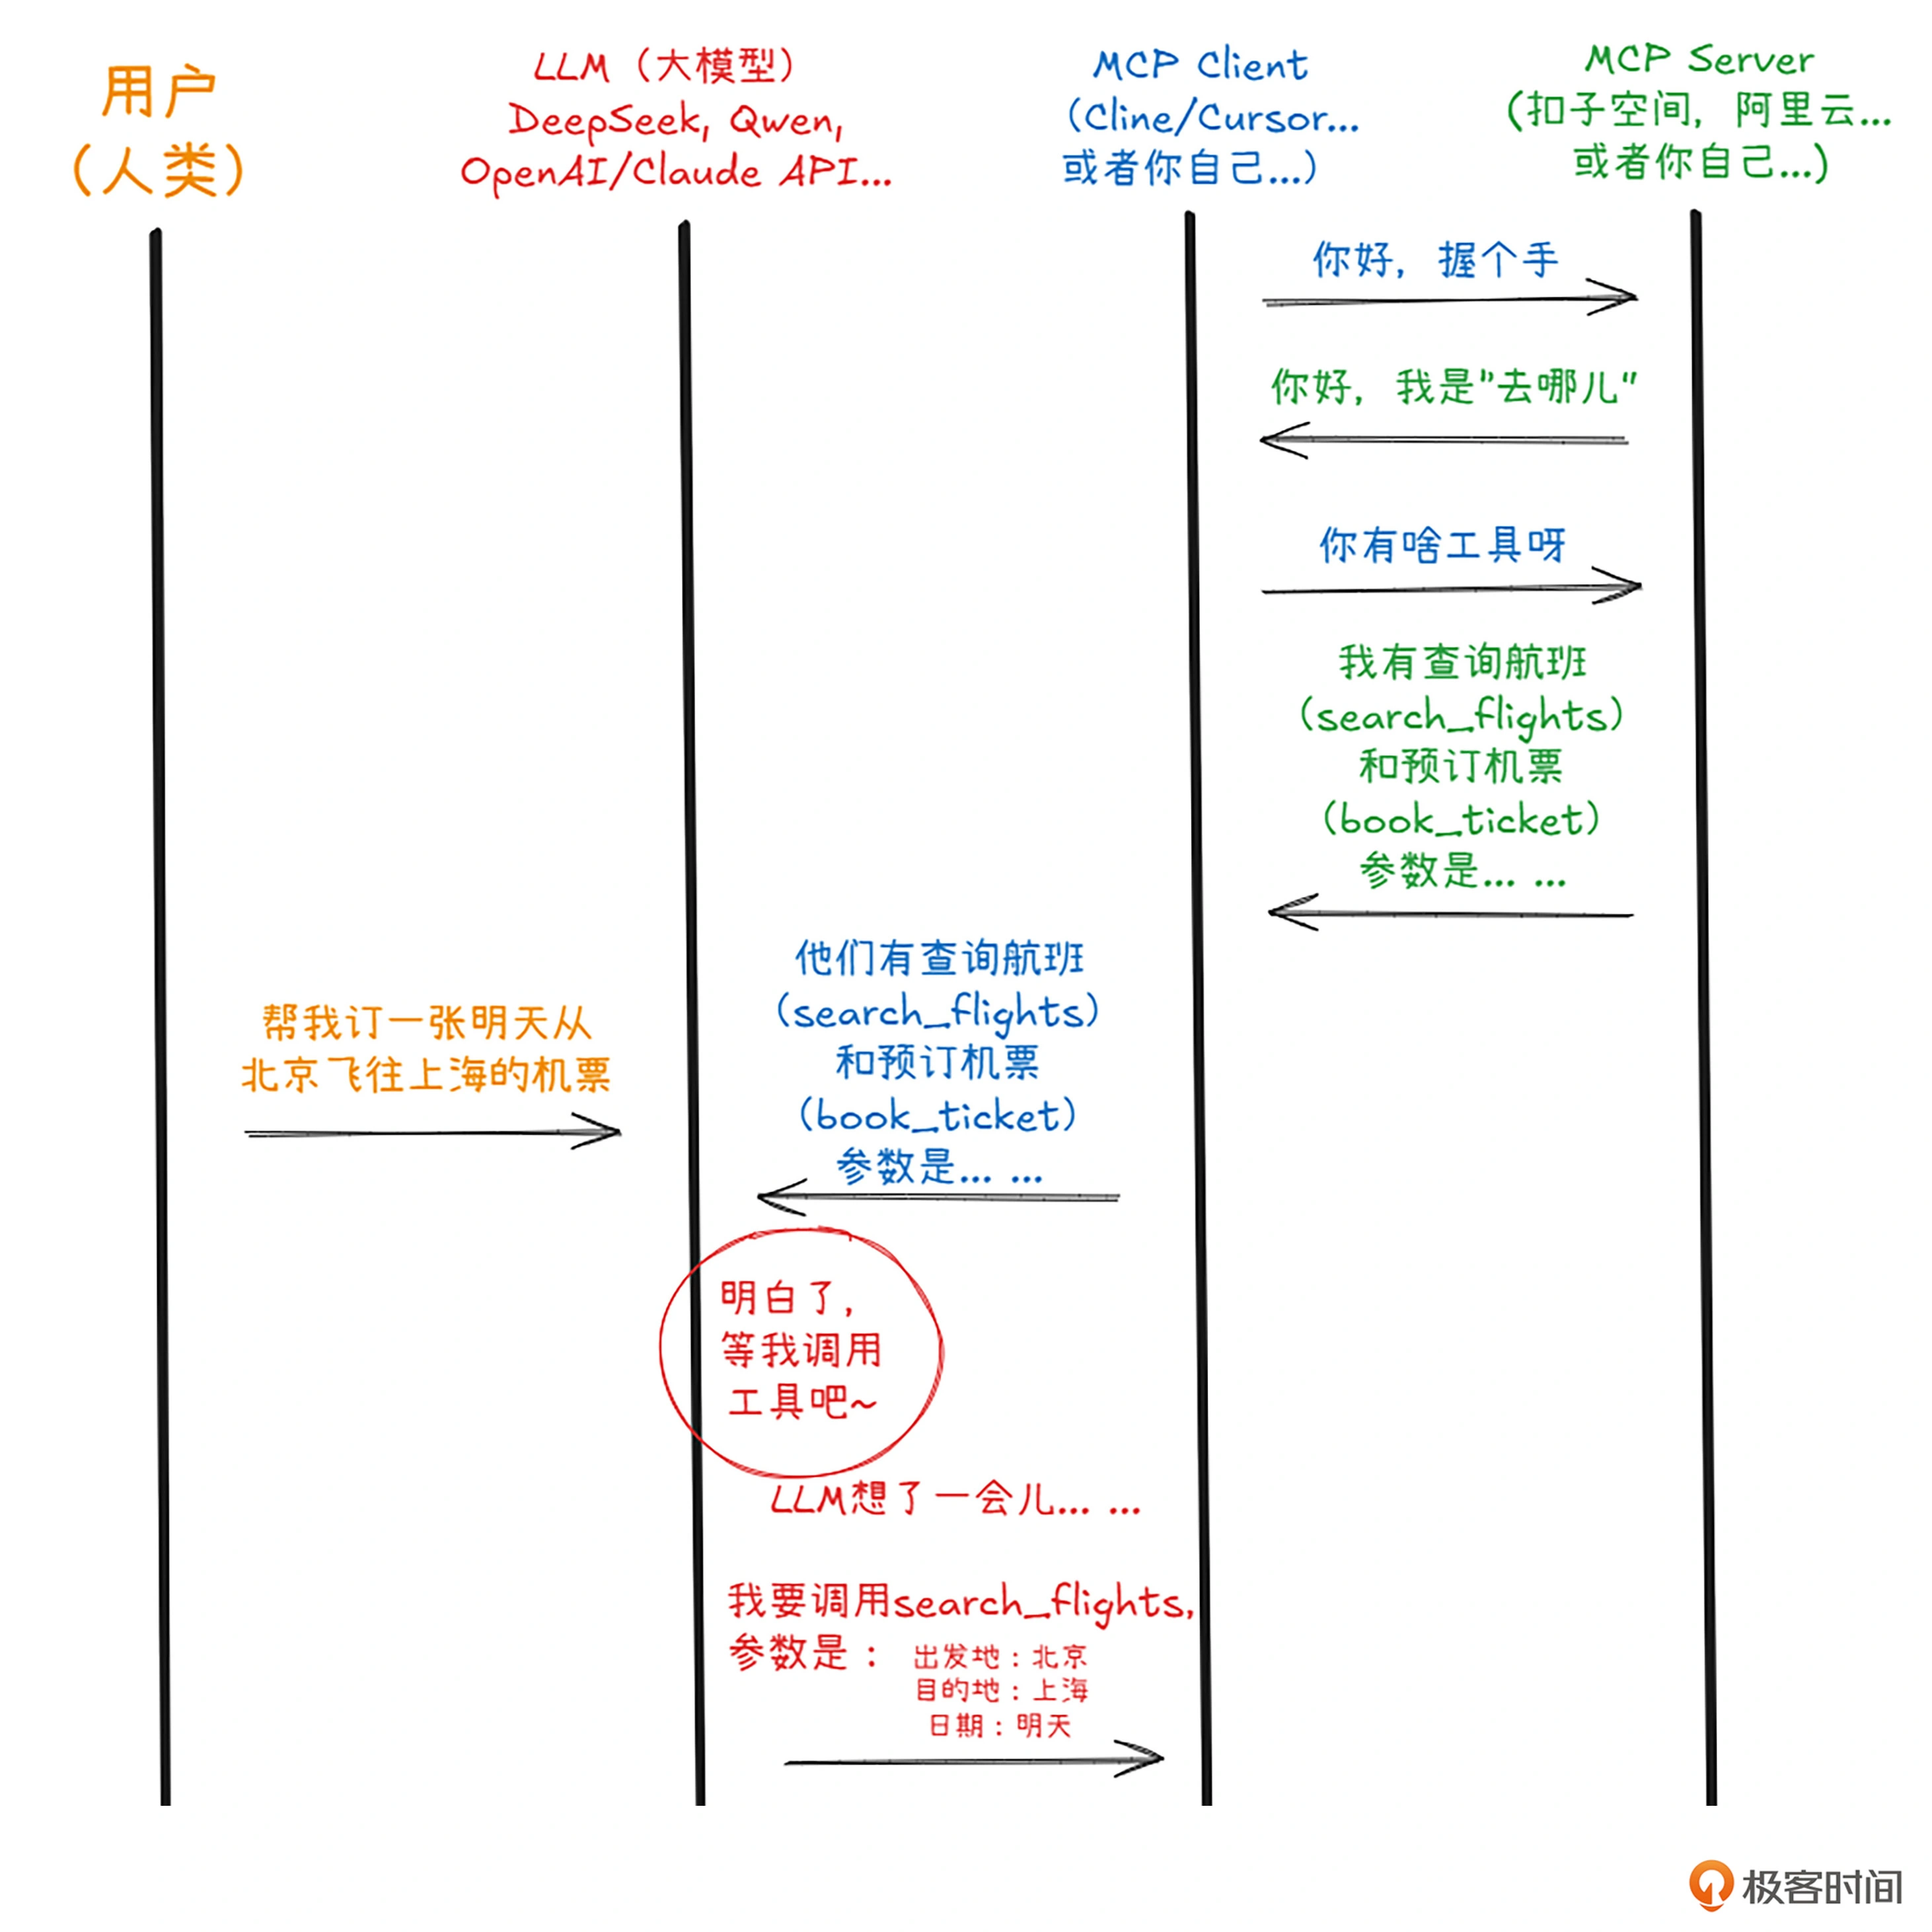 用户
（人类）
LLM（大模型）
DeepSeek, Qwen,
OpenAI/Claude API...
MCP Client
（Cline/Cursor...
或者你自己...）
MCP Server
(扣子空间，阿里云...
或者你自己...)
你好，握个手
你好，我是"去哪儿"
你有啥工具呀
我有查询航班
（search_flights）
和预订机票
（book_ticket）
参数是... ...
帮我订一张明天从
北京飞往上海的机票
他们有查询航班
（search_flights）
和预订机票
（book_ticket）
参数是... ...
明白了，
等我调用
工具吧~
LLM想了一会儿... ...
我要调用search_flights,
参数是：
出发地：北京
目的地：上海
日期：明天
极客时间